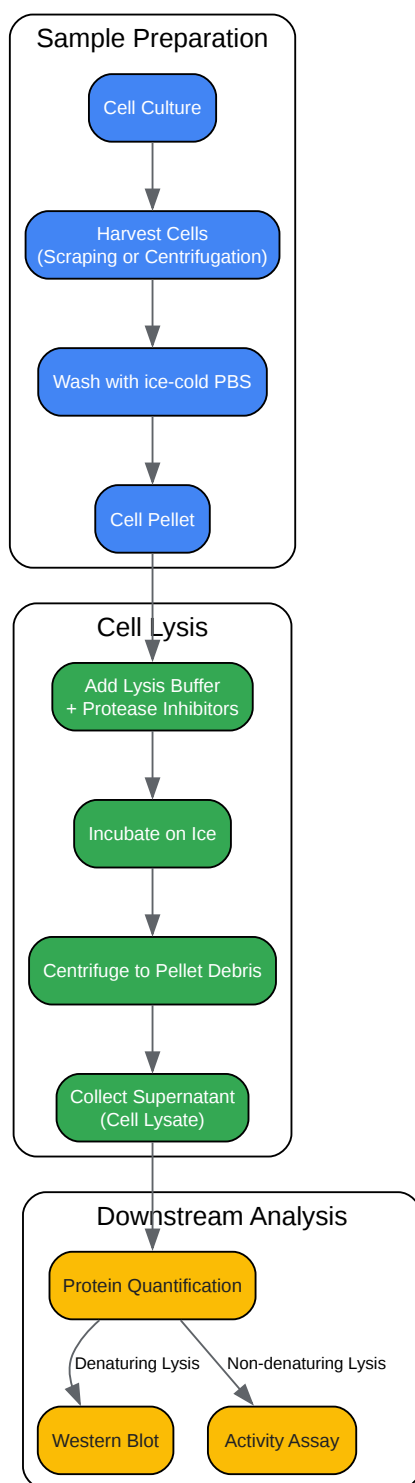 Sample Preparation
Cell Culture
Harvest Cells
(Scraping or Centrifugation)
Wash with ice-cold PBS
Cell Pellet
Cell Lysis
Add Lysis Buffer
+ Protease Inhibitors
Incubate on Ice
Centrifuge to Pellet Debris
Collect Supernatant
(Cell Lysate)
Downstream Analysis
Protein Quantification
Denaturing Lysis
Non-denaturing Lysis
Western Blot
Activity Assay